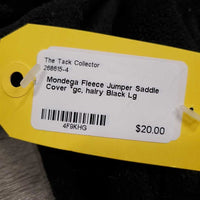 The Tack Collector
268615-4
Mondega Fleece Jumper Saddle
Cover *gc, hairy Black Lg
$20.00
4F9KHG